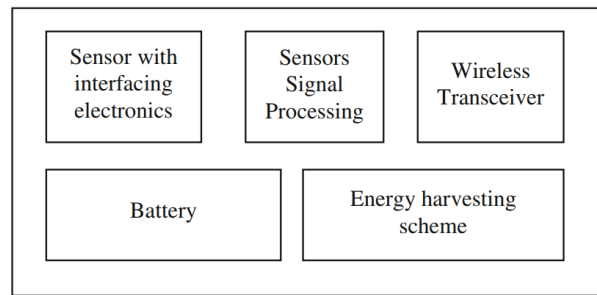 Sensor with
interfacing
electronics
Sensors
Signal
Processing
Wireless
Transceiver
Battery
Energy harvesting
scheme